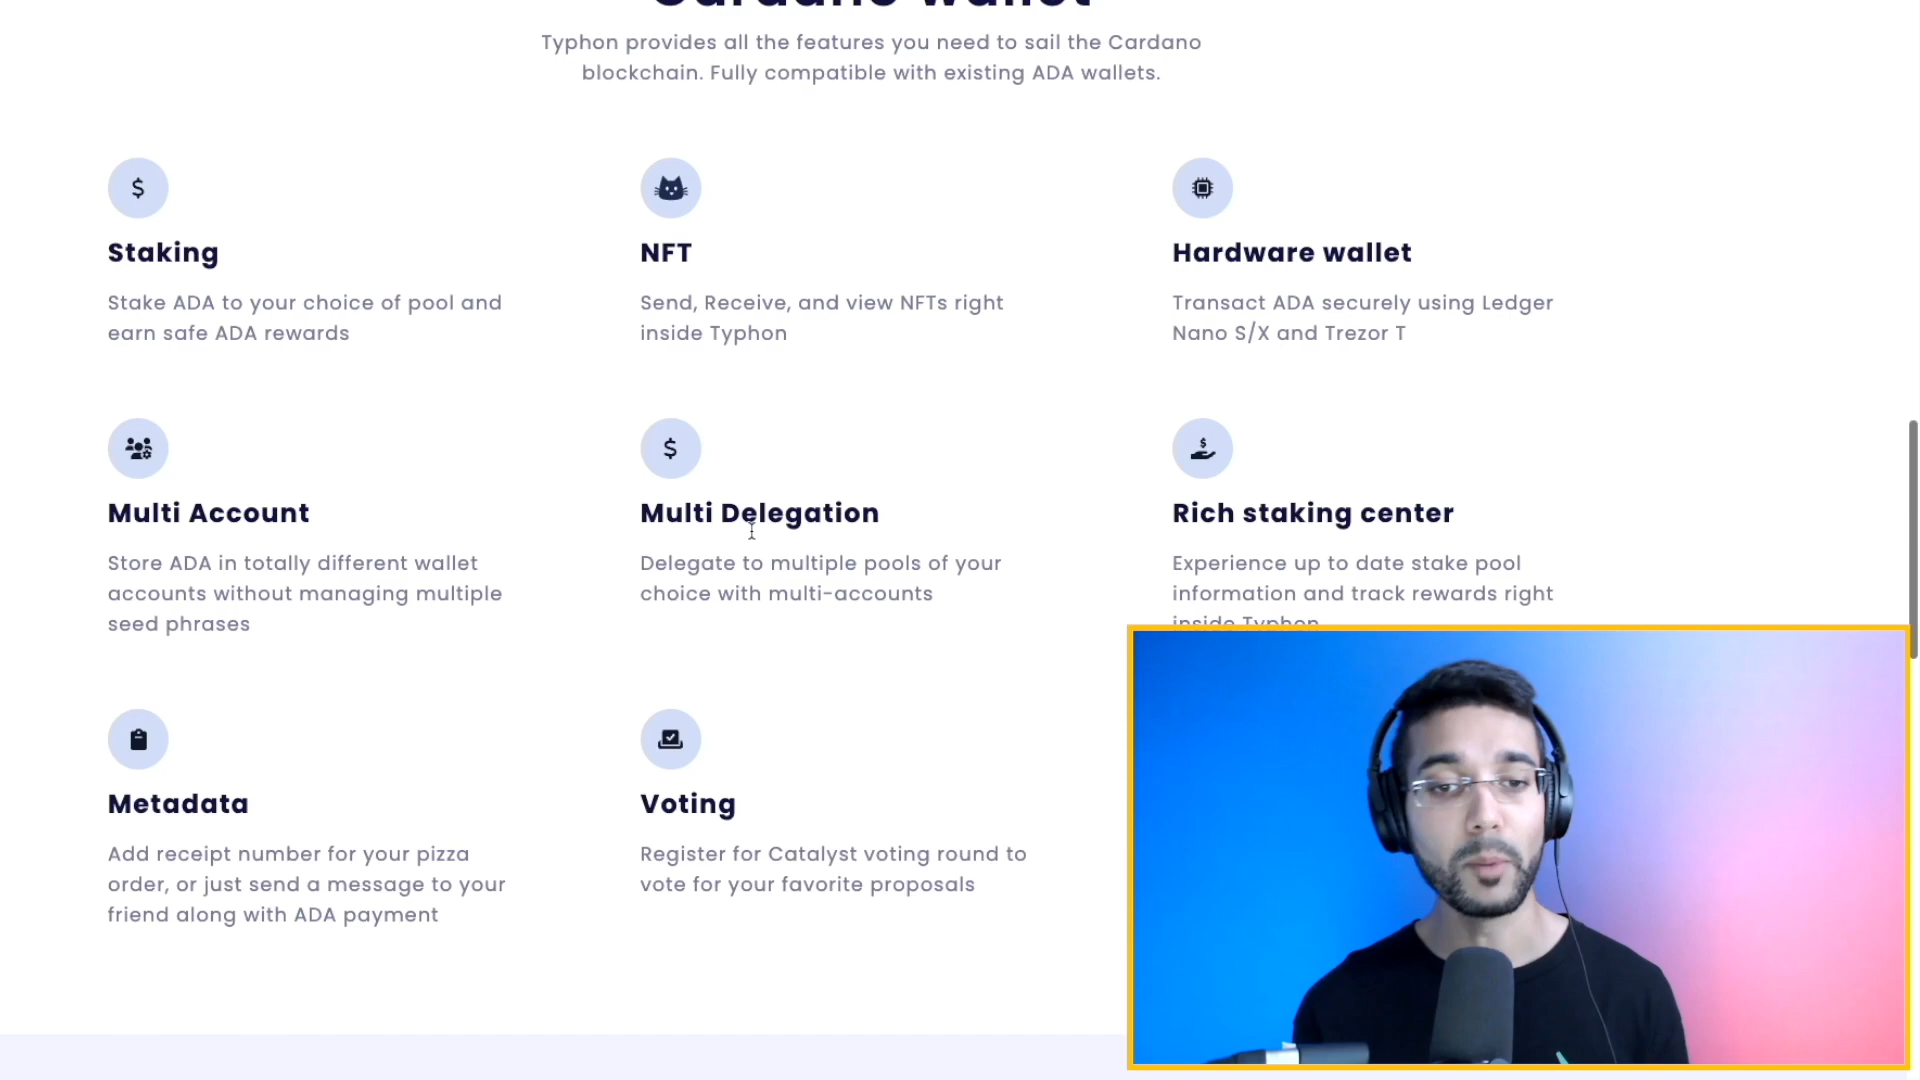 Cardano wallet
Typhon provides all the features you need to sail the Cardano
blockchain. Fully compatible with existing ADA wallets.
Staking
Stake ADA to your choice of pool and
earn safe ADA rewards
NFT
Send, Receive, and view NFTs right
inside Typhon
Hardware wallet
Transact ADA securely using Ledger
Nano S/X and Trezor T
Multi Account
Store ADA in totally different wallet
accounts without managing multiple
seed phrases
Multi Delegation
Delegate to multiple pools of your
choice with multi-accounts
Rich staking center
Experience up to date stake pool
information and track rewards right
inside Typhon
Metadata
Add receipt number for your pizza
order, or just send a message to your
friend along with ADA payment
Voting
Register for Catalyst voting round to
vote for your favorite proposals